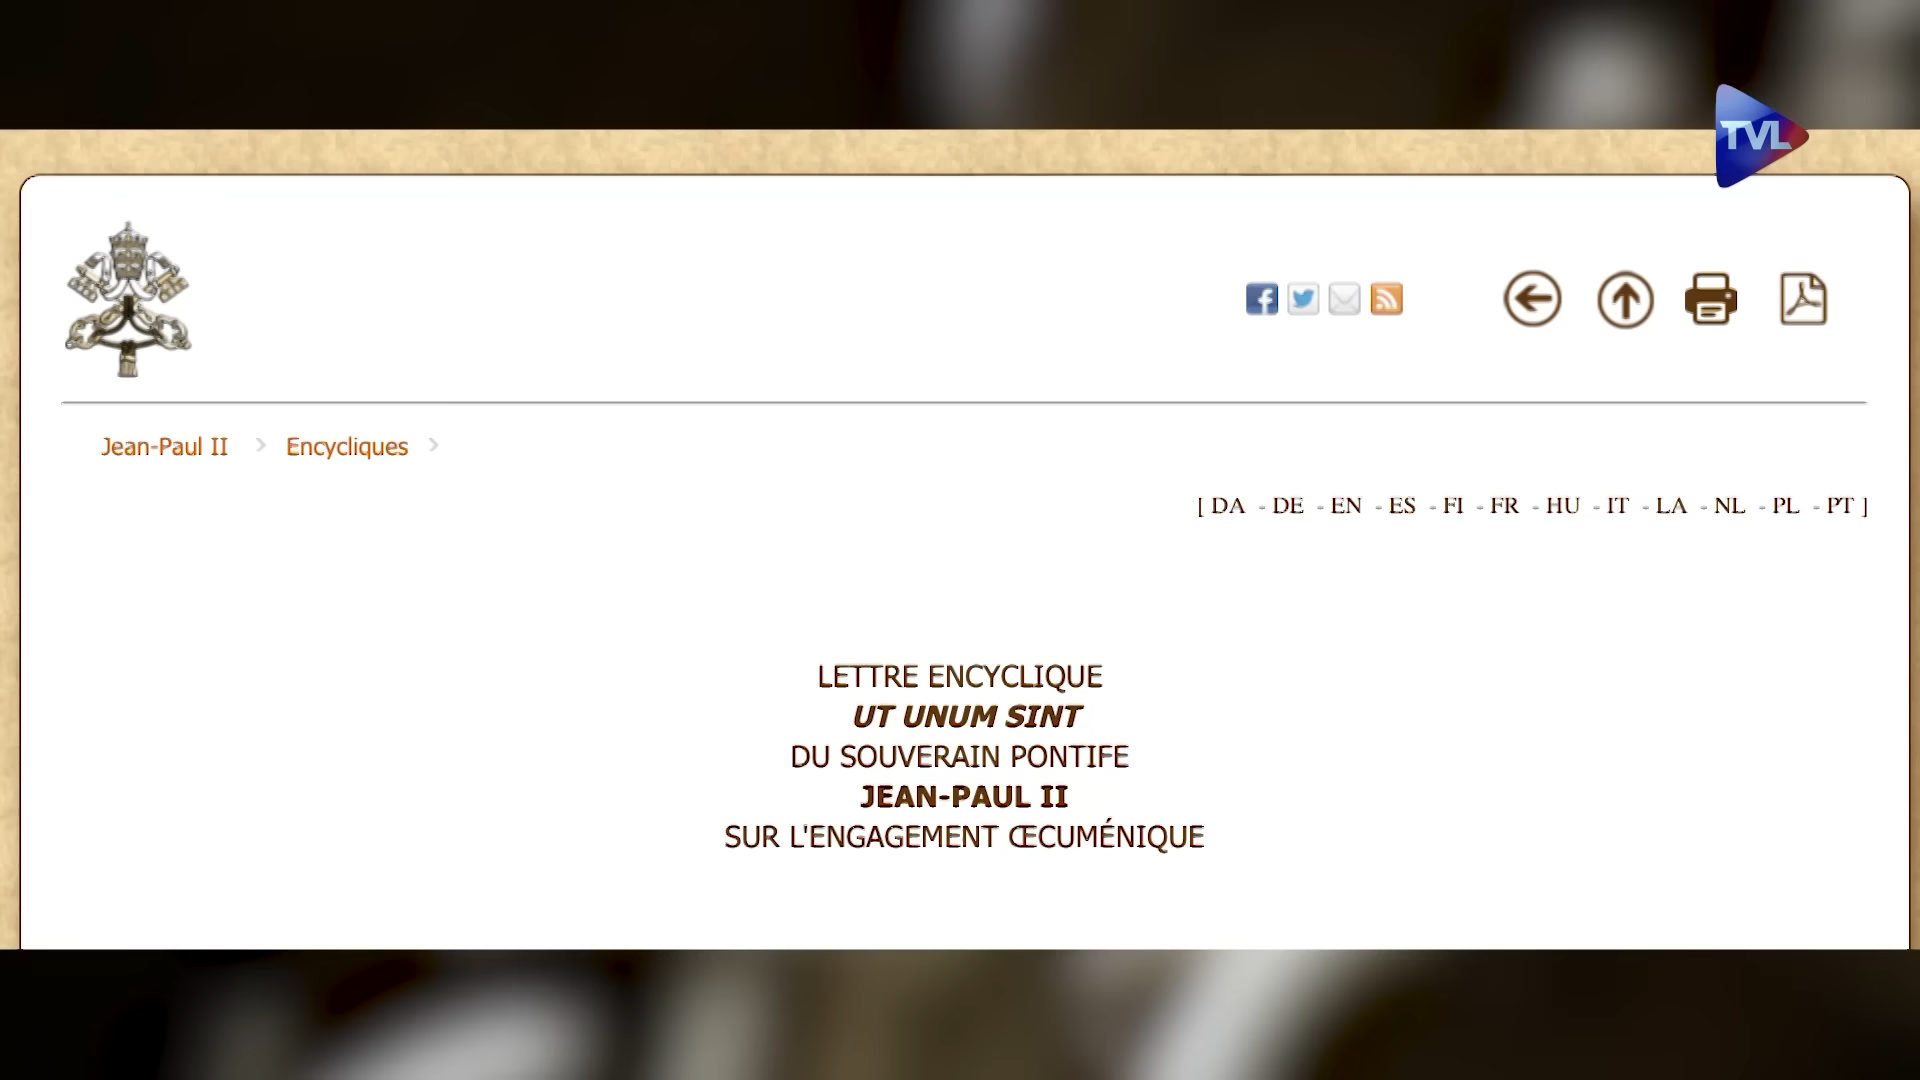 TVL
Jean-Paul II > Encycliques >
[ DA - DE - EN - ES - FI - FR - HU - IT - LA - NL - PL - PT ]
LETTRE ENCYCLIQUE
UT UNUM SINT
DU SOUVERAIN PONTIFE
JEAN-PAUL II
SUR L'ENGAGEMENT ŒCUMÉNIQUE